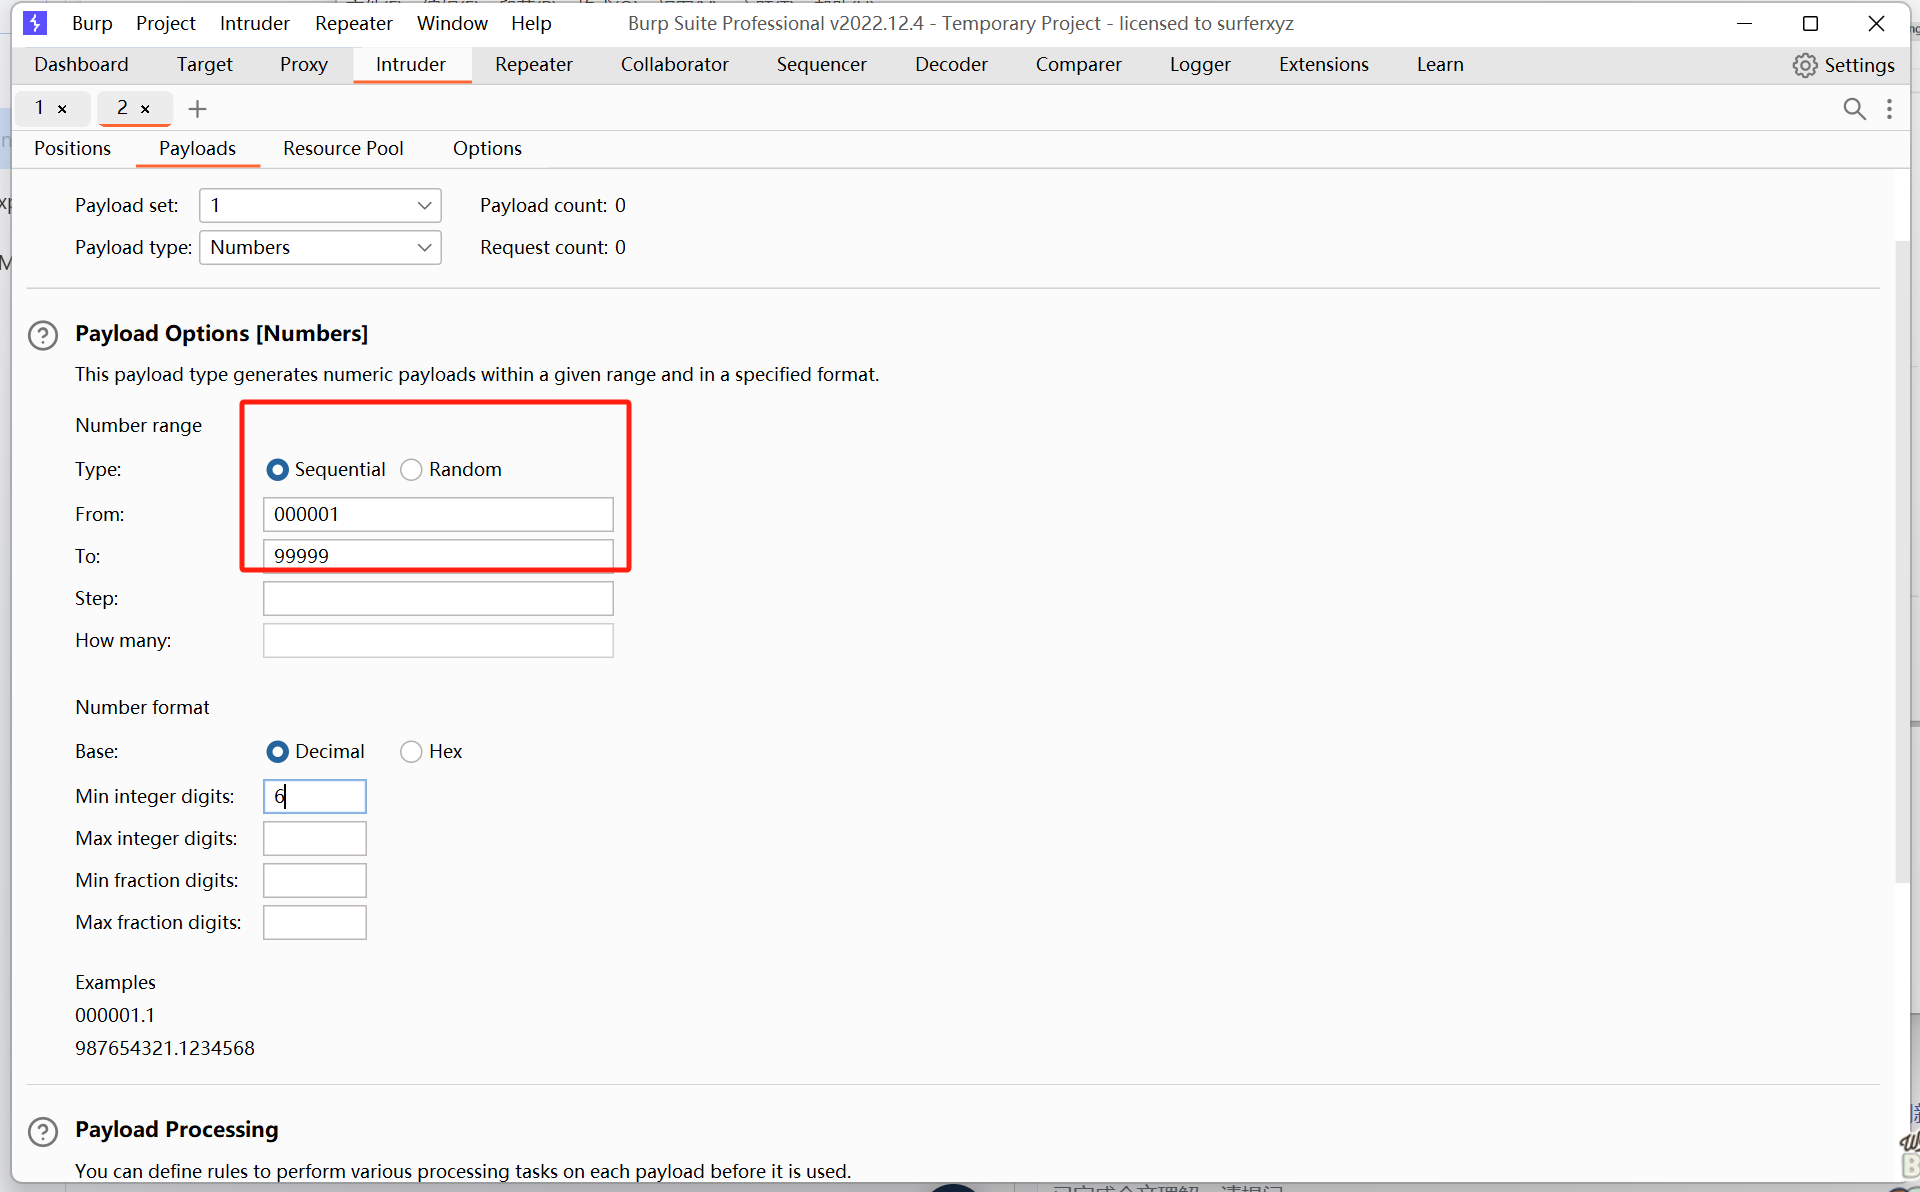 Burp Project Intruder Repeater Window Help Burp Suite Professional v2022.12.4 - Temporary Project - licensed to surferxyz
Dashboard Target Proxy Intruder Repeater Collaborator Sequencer Decoder Comparer Logger Extensions Learn Settings
1 × 2 × +
Positions Payloads Resource Pool Options
Payload set: 1 Payload count: 0
Payload type: Numbers Request count: 0
Payload Options [Numbers]
This payload type generates numeric payloads within a given range and in a specified format.
Number range
Type: Sequential Random
From: 000001
To: 99999
Step:
How many:
Number format
Base: Decimal Hex
Min integer digits: 6
Max integer digits:
Min fraction digits:
Max fraction digits:
Examples
000001.1
987654321.1234568
Payload Processing
You can define rules to perform various processing tasks on each payload before it is used.